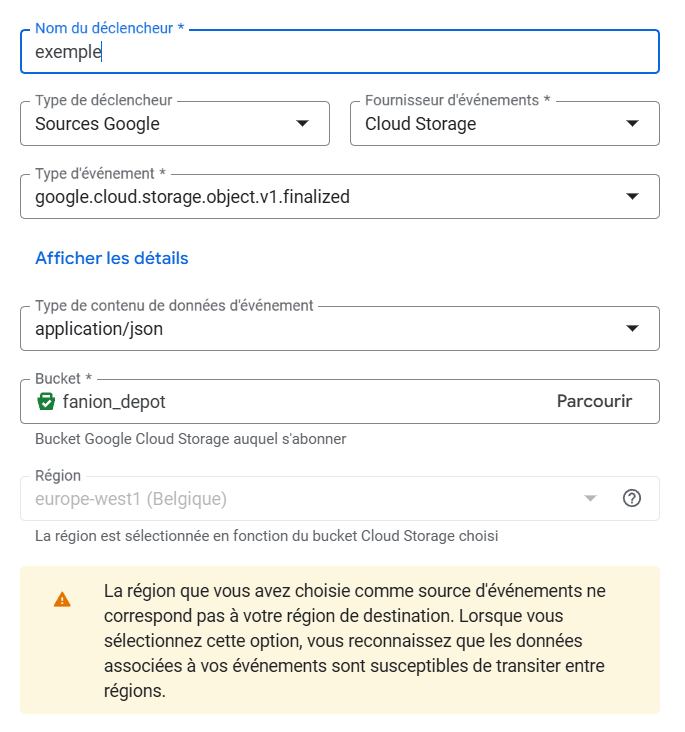 Nom du déclencheur *
exemple
Type de déclencheur
Sources Google
Fournisseur d'événements *
Cloud Storage
Type d'événement *
google.cloud.storage.object.v1.finalized
Afficher les détails
Type de contenu de données d'événement
application/json
Bucket *
fanion_depot
Parcourir
Bucket Google Cloud Storage auquel s'abonner
Région
europe-west1 (Belgique)
La région est sélectionnée en fonction du bucket Cloud Storage choisi
La région que vous avez choisie comme source d'événements ne
correspond pas à votre région de destination. Lorsque vous
sélectionnez cette option, vous reconnaissez que les données
associées à vos événements sont susceptibles de transiter entre
régions.